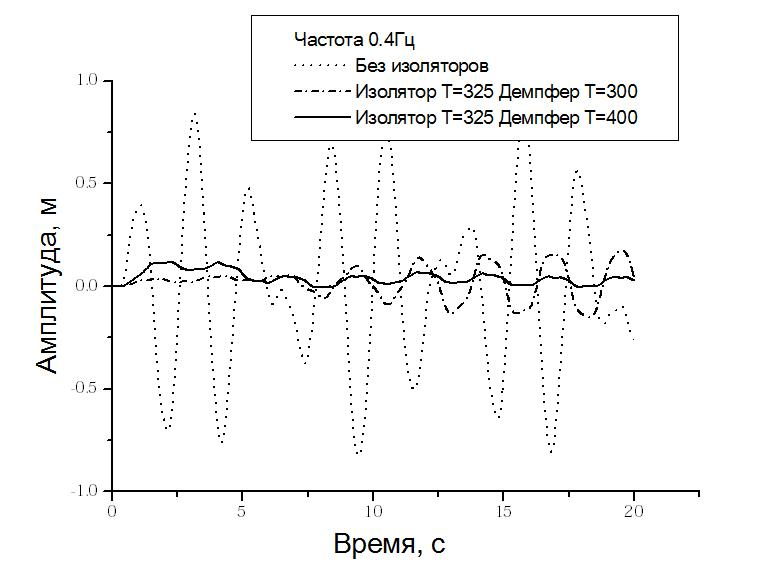 Частота 0.4Гц
Без изоляторов
Изолятор T=325 Демпфер T=300
Изолятор T=325 Демпфер T=400
1.0
0.5
0.0
-0.5
-1.0
Амплитуда, м
0 5 10 15 20
Время, с